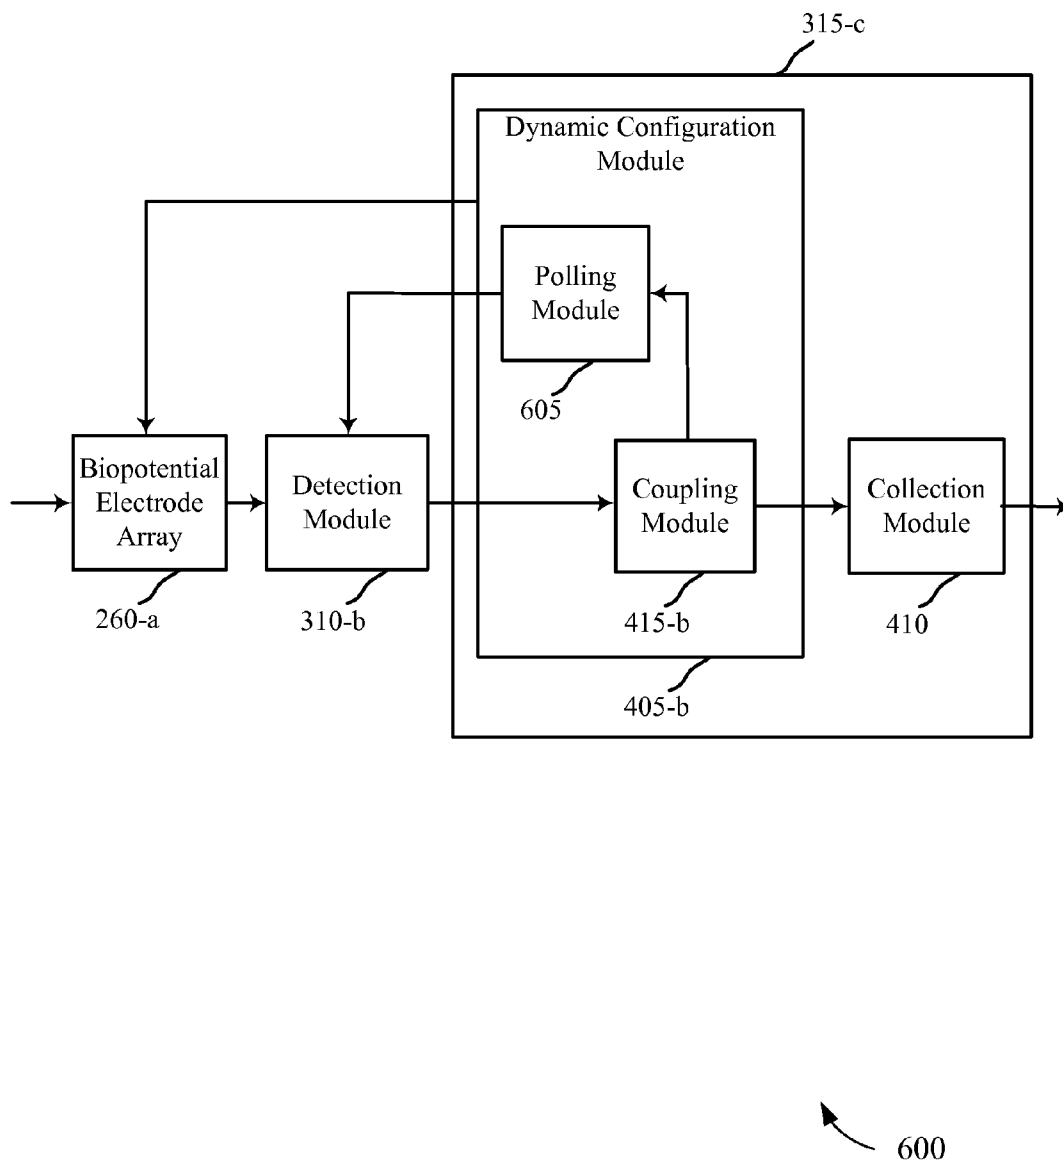 315-c
Dynamic Configuration
Module
Polling
Module
605
Biopotential
Electrode
Array
260-a
Detection
Module
310-b
Coupling
Module
415-b
Collection
Module
410
405-b
600